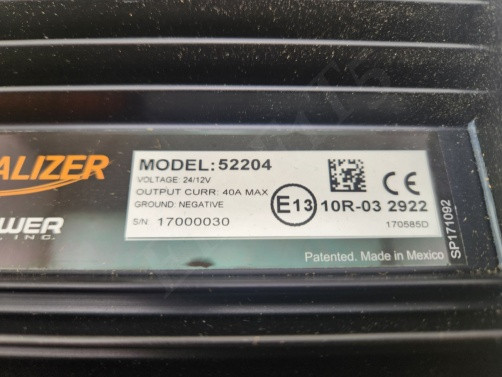 ALIZER
WER
, INC.
MODEL:52204
VOLTAGE: 24/12V
OUTPUT CURR: 40A MAX
GROUND: NEGATIVE
S/N 17000030
CE
E13 10R-03 2922
170585D
SP171092
Patented. Made in Mexico